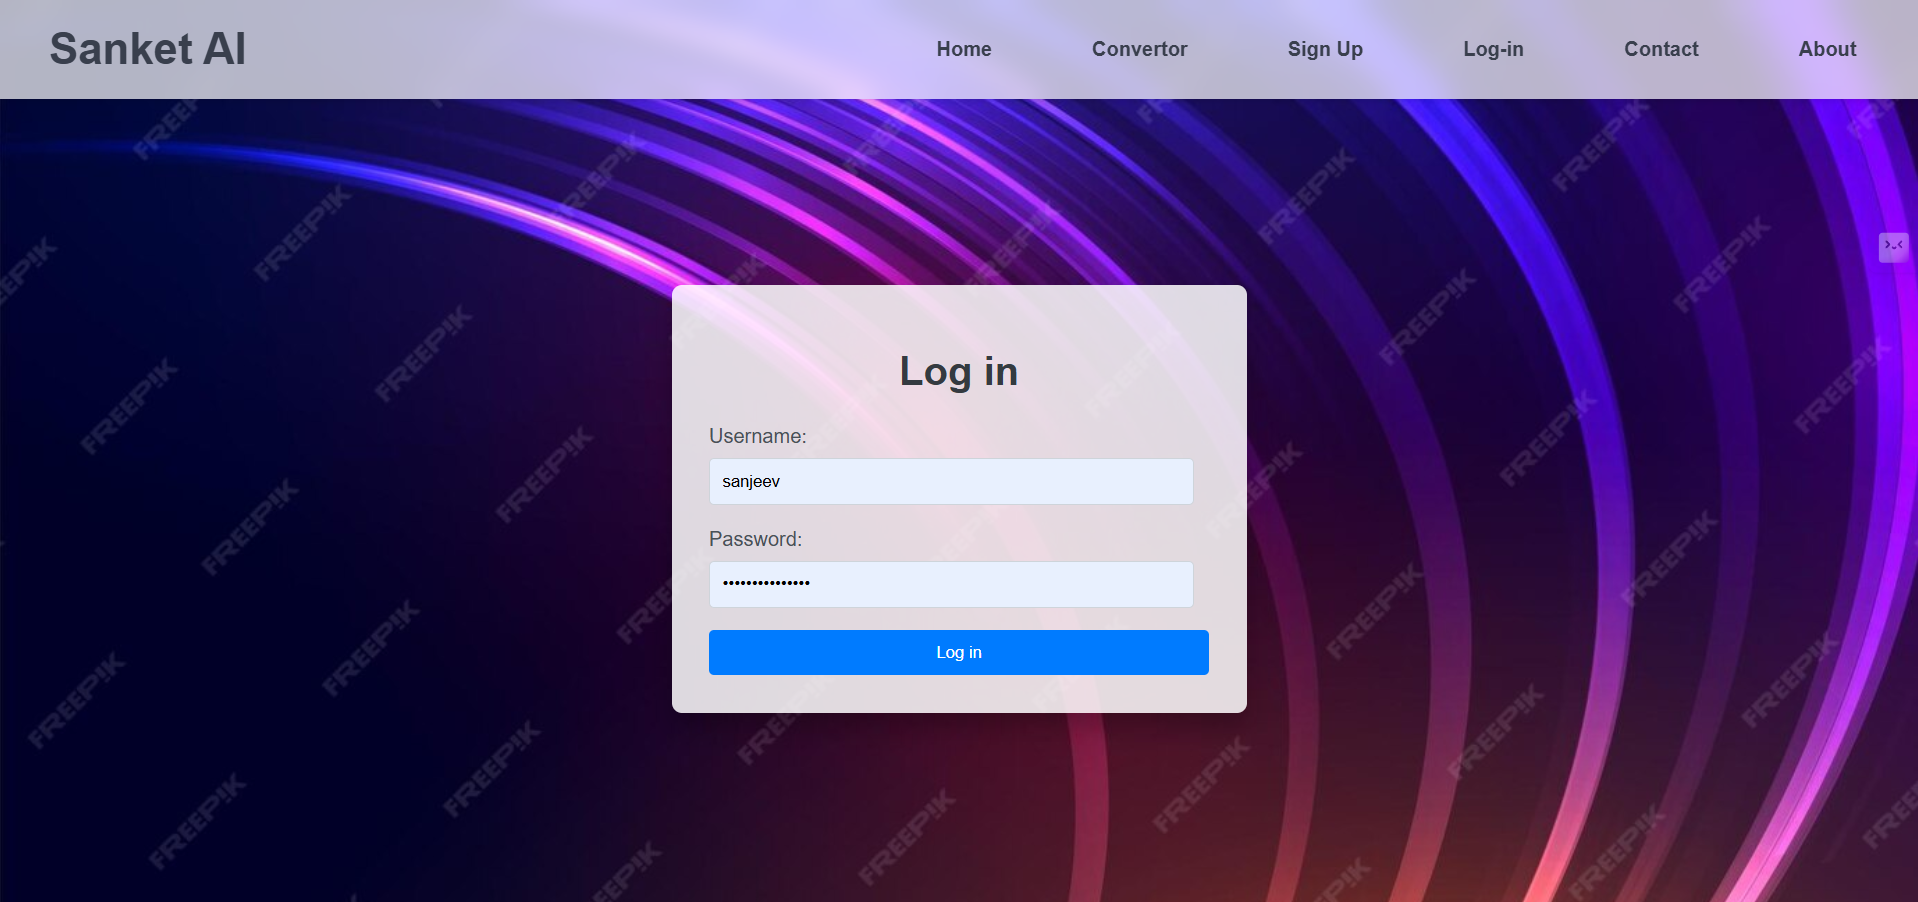 Sanket AI
Home Convertor Sign Up Log-in Contact About
Log in
Username:
sanjeev
Password:
•••••••••••••••
Log in
FREEPIK